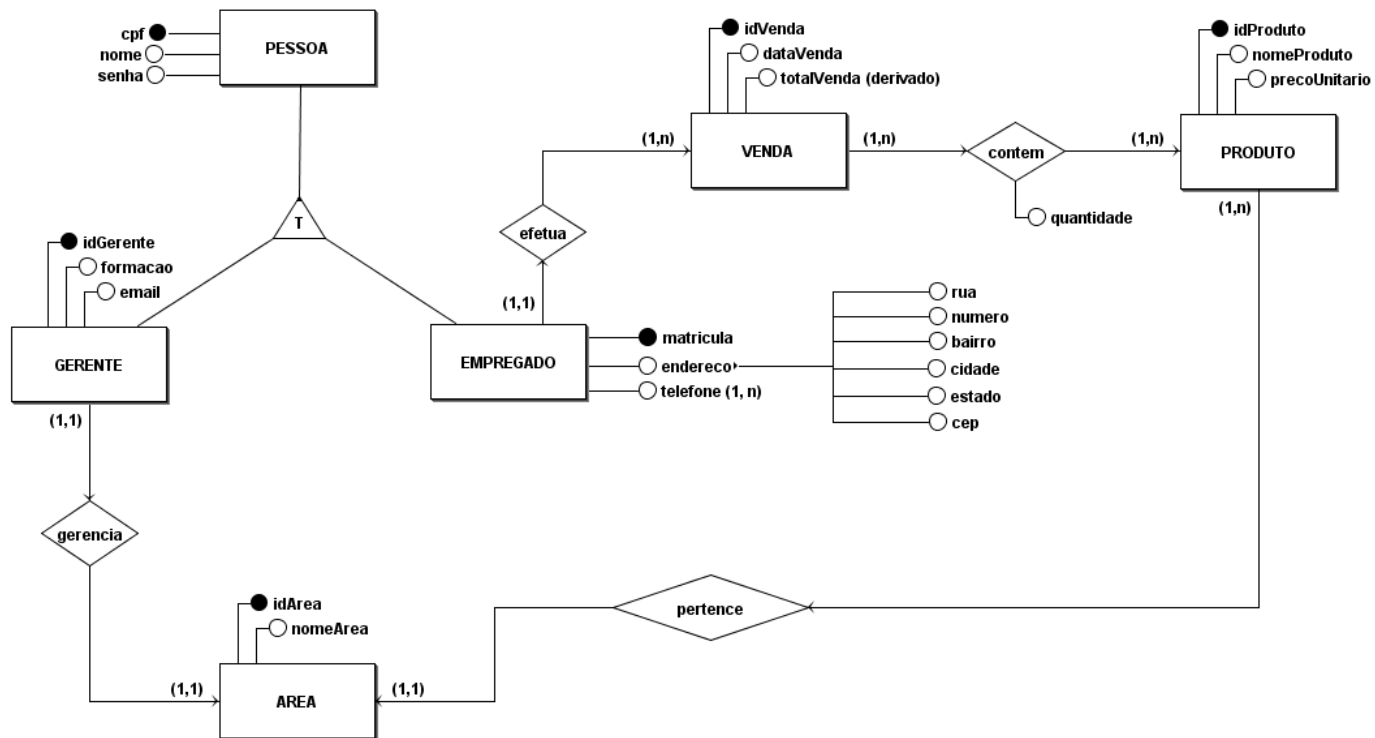 cpf
nome
senha
PESSOA
idVenda
dataVenda
totalVenda (derivado)
VENDA
(1,n)
(1,n)
contem
quantidade
(1,n)
idProduto
nomeProduto
precoUnitario
PRODUTO
(1,n)
T
efetua
(1,1)
idGerente
formacao
email
GERENTE
(1,1)
EMPREGADO
matricula
endereco
telefone (1, n)
rua
numero
bairro
cidade
estado
cep
gerencia
pertence
idArea
nomeArea
(1,1)
AREA
(1,1)